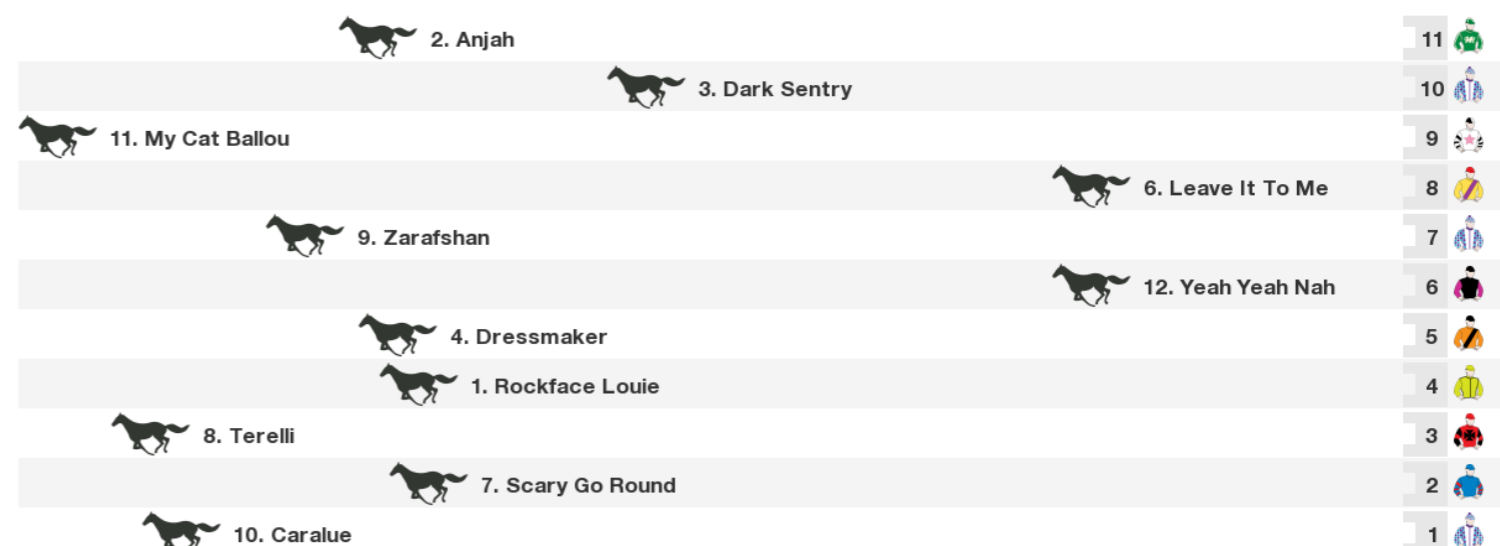 2. Anjah 11
3. Dark Sentry 10
11. My Cat Ballou 9
6. Leave It To Me 8
9. Zarafshan 7
12. Yeah Yeah Nah 6
4. Dressmaker 5
1. Rockface Louie 4
8. Terelli 3
7. Scary Go Round 2
10. Caralue 1